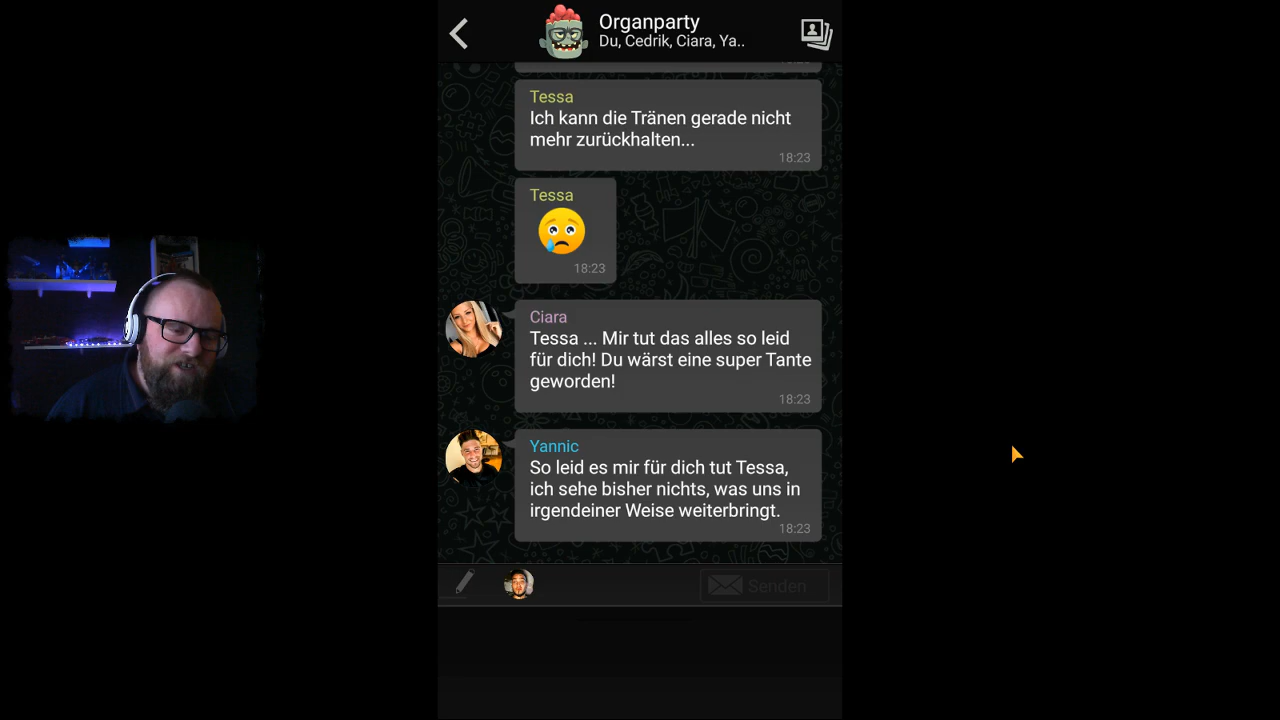 Organparty
Du, Cedrik, Ciara, Ya..
Tessa
Ich kann die Tränen gerade nicht
mehr zurückhalten...
18:23
Tessa
18:23
Ciara
Tessa ... Mir tut das alles so leid
für dich! Du wärst eine super Tante
geworden!
18:23
Yannic
So leid es mir für dich tut Tessa,
ich sehe bisher nichts, was uns in
irgendeiner Weise weiterbringt.
18:23
Senden